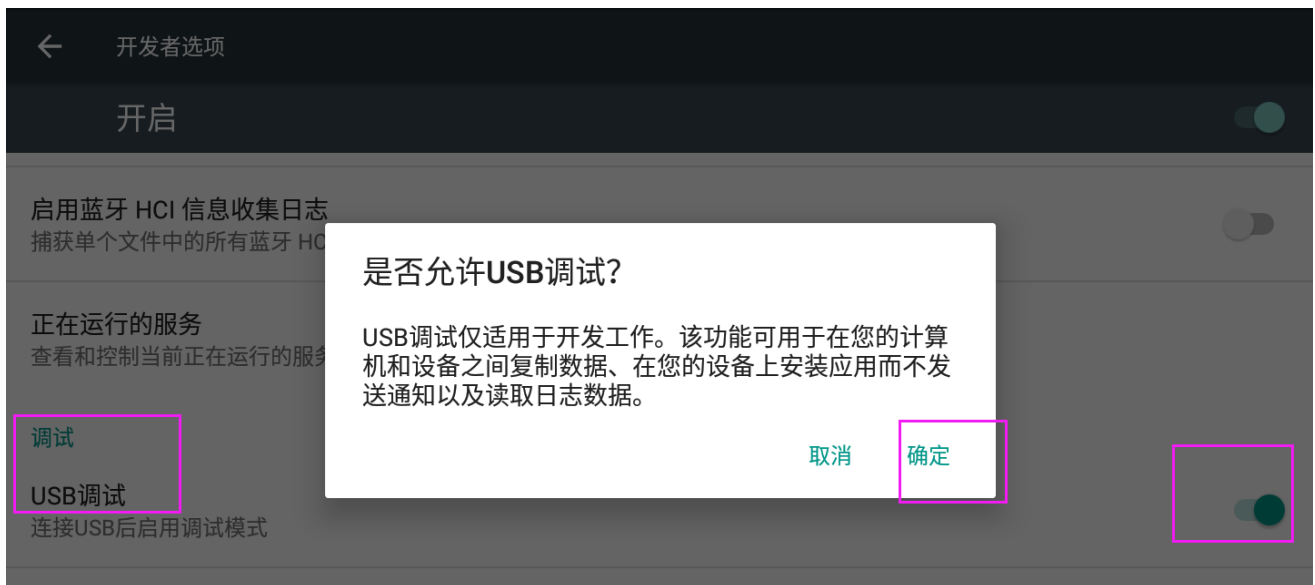 开发者选项
开启
启用蓝牙 HCI 信息收集日志
捕获单个文件中的所有蓝牙 HC
是否允许USB调试？
USB调试仅适用于开发工作。该功能可用于在您的计算
机和设备之间复制数据、在您的设备上安装应用而不发
送通知以及读取日志数据。
取消
确定
正在运行的服务
查看和控制当前正在运行的服务
调试
USB调试
连接USB后启用调试模式